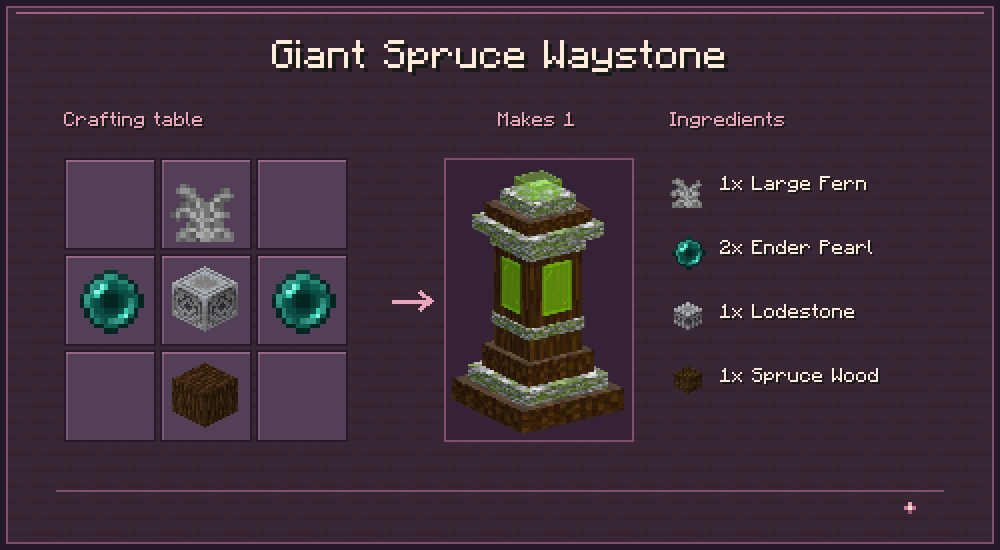 Giant Spruce Waystone
Crafting table
Makes 1
Ingredients
1x Large Fern
2x Ender Pearl
1x Lodestone
1x Spruce Wood